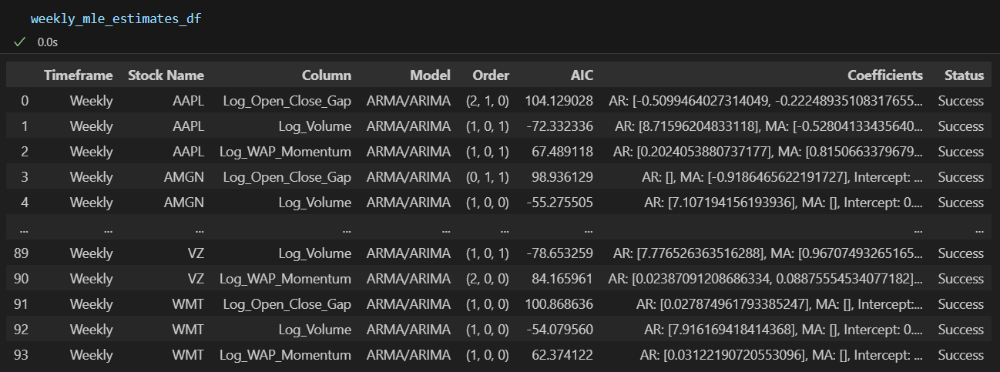 weekly_mle_estimates_df
0.0s
Timeframe Stock Name Column Model Order AIC Coefficients Status
0 Weekly AAPL Log_Open_Close_Gap ARMA/ARIMA (2, 1, 0) 104.129028 AR: [-0.5099464027314049, -0.22248935108317655... Success
1 Weekly AAPL Log_Volume ARMA/ARIMA (1, 0, 1) -72.332336 AR: [8.71596204833118], MA: [-0.52804133435640... Success
2 Weekly AAPL Log_WAP_Momentum ARMA/ARIMA (1, 0, 1) 67.489118 AR: [0.2024053880737177], MA: [0.8150663379679... Success
3 Weekly AMGN Log_Open_Close_Gap ARMA/ARIMA (0, 1, 1) 98.936129 AR: [], MA: [-0.9186465622191727], Intercept: ... Success
4 Weekly AMGN Log_Volume ARMA/ARIMA (1, 0, 0) -55.275505 AR: [7.107194156193936], MA: [], Intercept: 0.... Success
... ... ... ... ... ... ... ... ...
89 Weekly VZ Log_Volume ARMA/ARIMA (1, 0, 1) -78.653259 AR: [7.776526363516288], MA: [0.96707493265165... Success
90 Weekly VZ Log_WAP_Momentum ARMA/ARIMA (2, 0, 0) 84.165961 AR: [0.02387091208686334, 0.08875554534077182]... Success
91 Weekly WMT Log_Open_Close_Gap ARMA/ARIMA (1, 0, 0) 100.868636 AR: [0.027874961793385247], MA: [], Intercept:... Success
92 Weekly WMT Log_Volume ARMA/ARIMA (1, 0, 0) -54.079560 AR: [7.916169418414368], MA: [], Intercept: 0.... Success
93 Weekly WMT Log_WAP_Momentum ARMA/ARIMA (1, 0, 0) 62.374122 AR: [0.03122190720553096], MA: [], Intercept: ... Success